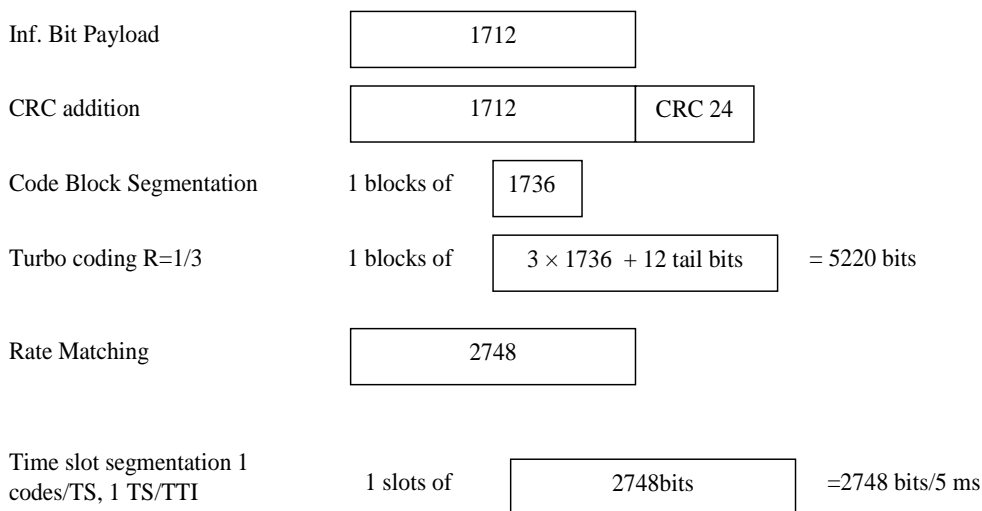 Inf. Bit Payload 1712
CRC addition 1712 CRC 24
Code Block Segmentation 1 blocks of 1736
Turbo coding R=1/3 1 blocks of 3 × 1736 + 12 tail bits = 5220 bits
Rate Matching 2748
Time slot segmentation 1
codes/TS, 1 TS/TTI 1 slots of 2748bits =2748 bits/5 ms